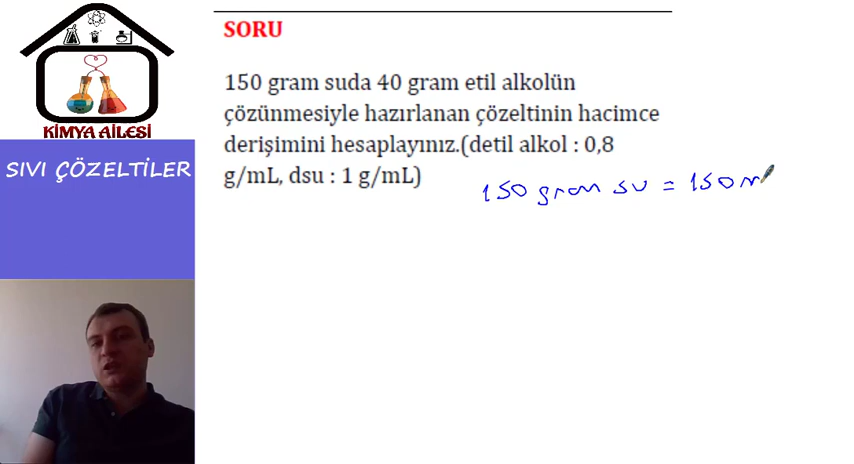 SORU
150 gram suda 40 gram etil alkolün
çözünmesiyle hazırlanan çözeltinin hacimce
derişimini hesaplayınız.(detil alkol : 0,8
g/mL, dsu : 1 g/mL)
150 gram su = 150 m
KİMYA AİLESİ
SIVI ÇÖZELTİLER